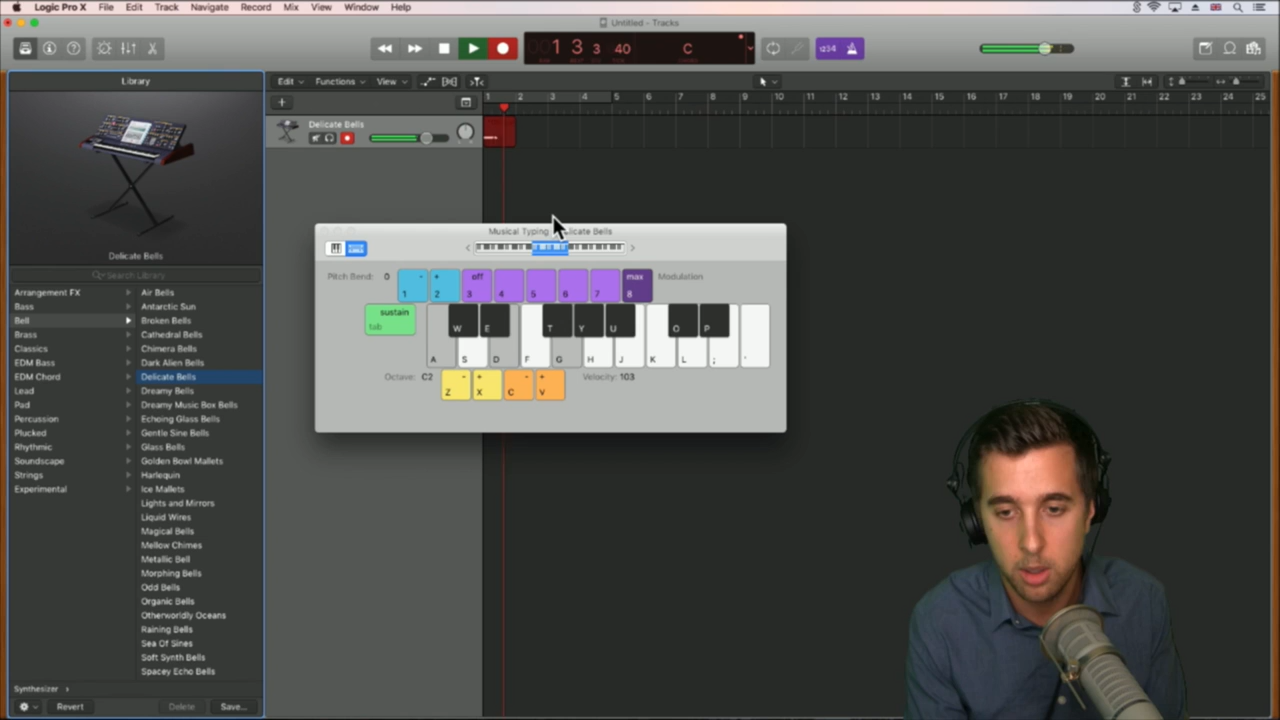 Logic Pro X File Edit Track Navigate Record Mix View Window Help
Untitled - Tracks
1 3 3 40 C
1234
Library
Edit Functions View
1 2 3 4 5 6 7 8 9 10 11 12 13 14 15 16 17 18 19 20 21 22 23 24 25
Delicate Bells
Delicate Bells
Search Library
Arrangement FX
Bass
Bell
Brass
Classics
EDM Bass
EDM Chord
Lead
Pad
Percussion
Plucked
Rhythmic
Soundscape
Strings
Experimental
Air Bells
Antarctic Sun
Broken Bells
Cathedral Bells
Chimera Bells
Dark Alien Bells
Delicate Bells
Dreamy Bells
Dreamy Music Box Bells
Echoing Glass Bells
Gentle Sine Bells
Glass Bells
Golden Bowl Mallets
Harlequin
Ice Mallets
Lights and Mirrors
Liquid Wires
Magical Bells
Mellow Chimes
Metallic Bell
Morphing Bells
Odd Bells
Organic Bells
Otherworldly Oceans
Raining Bells
Sea Of Sines
Soft Synth Bells
Spacey Echo Bells
Synthesizer
Revert Delete Save...
Musical Typing
Pitch Bend: 0 - + off max Modulation
1 2 3 4 5 6 7 8
sustain
tab
W E T Y U O P
A S D F G H J K L ; '
Octave: C2 - + - + Velocity: 103
Z X C V